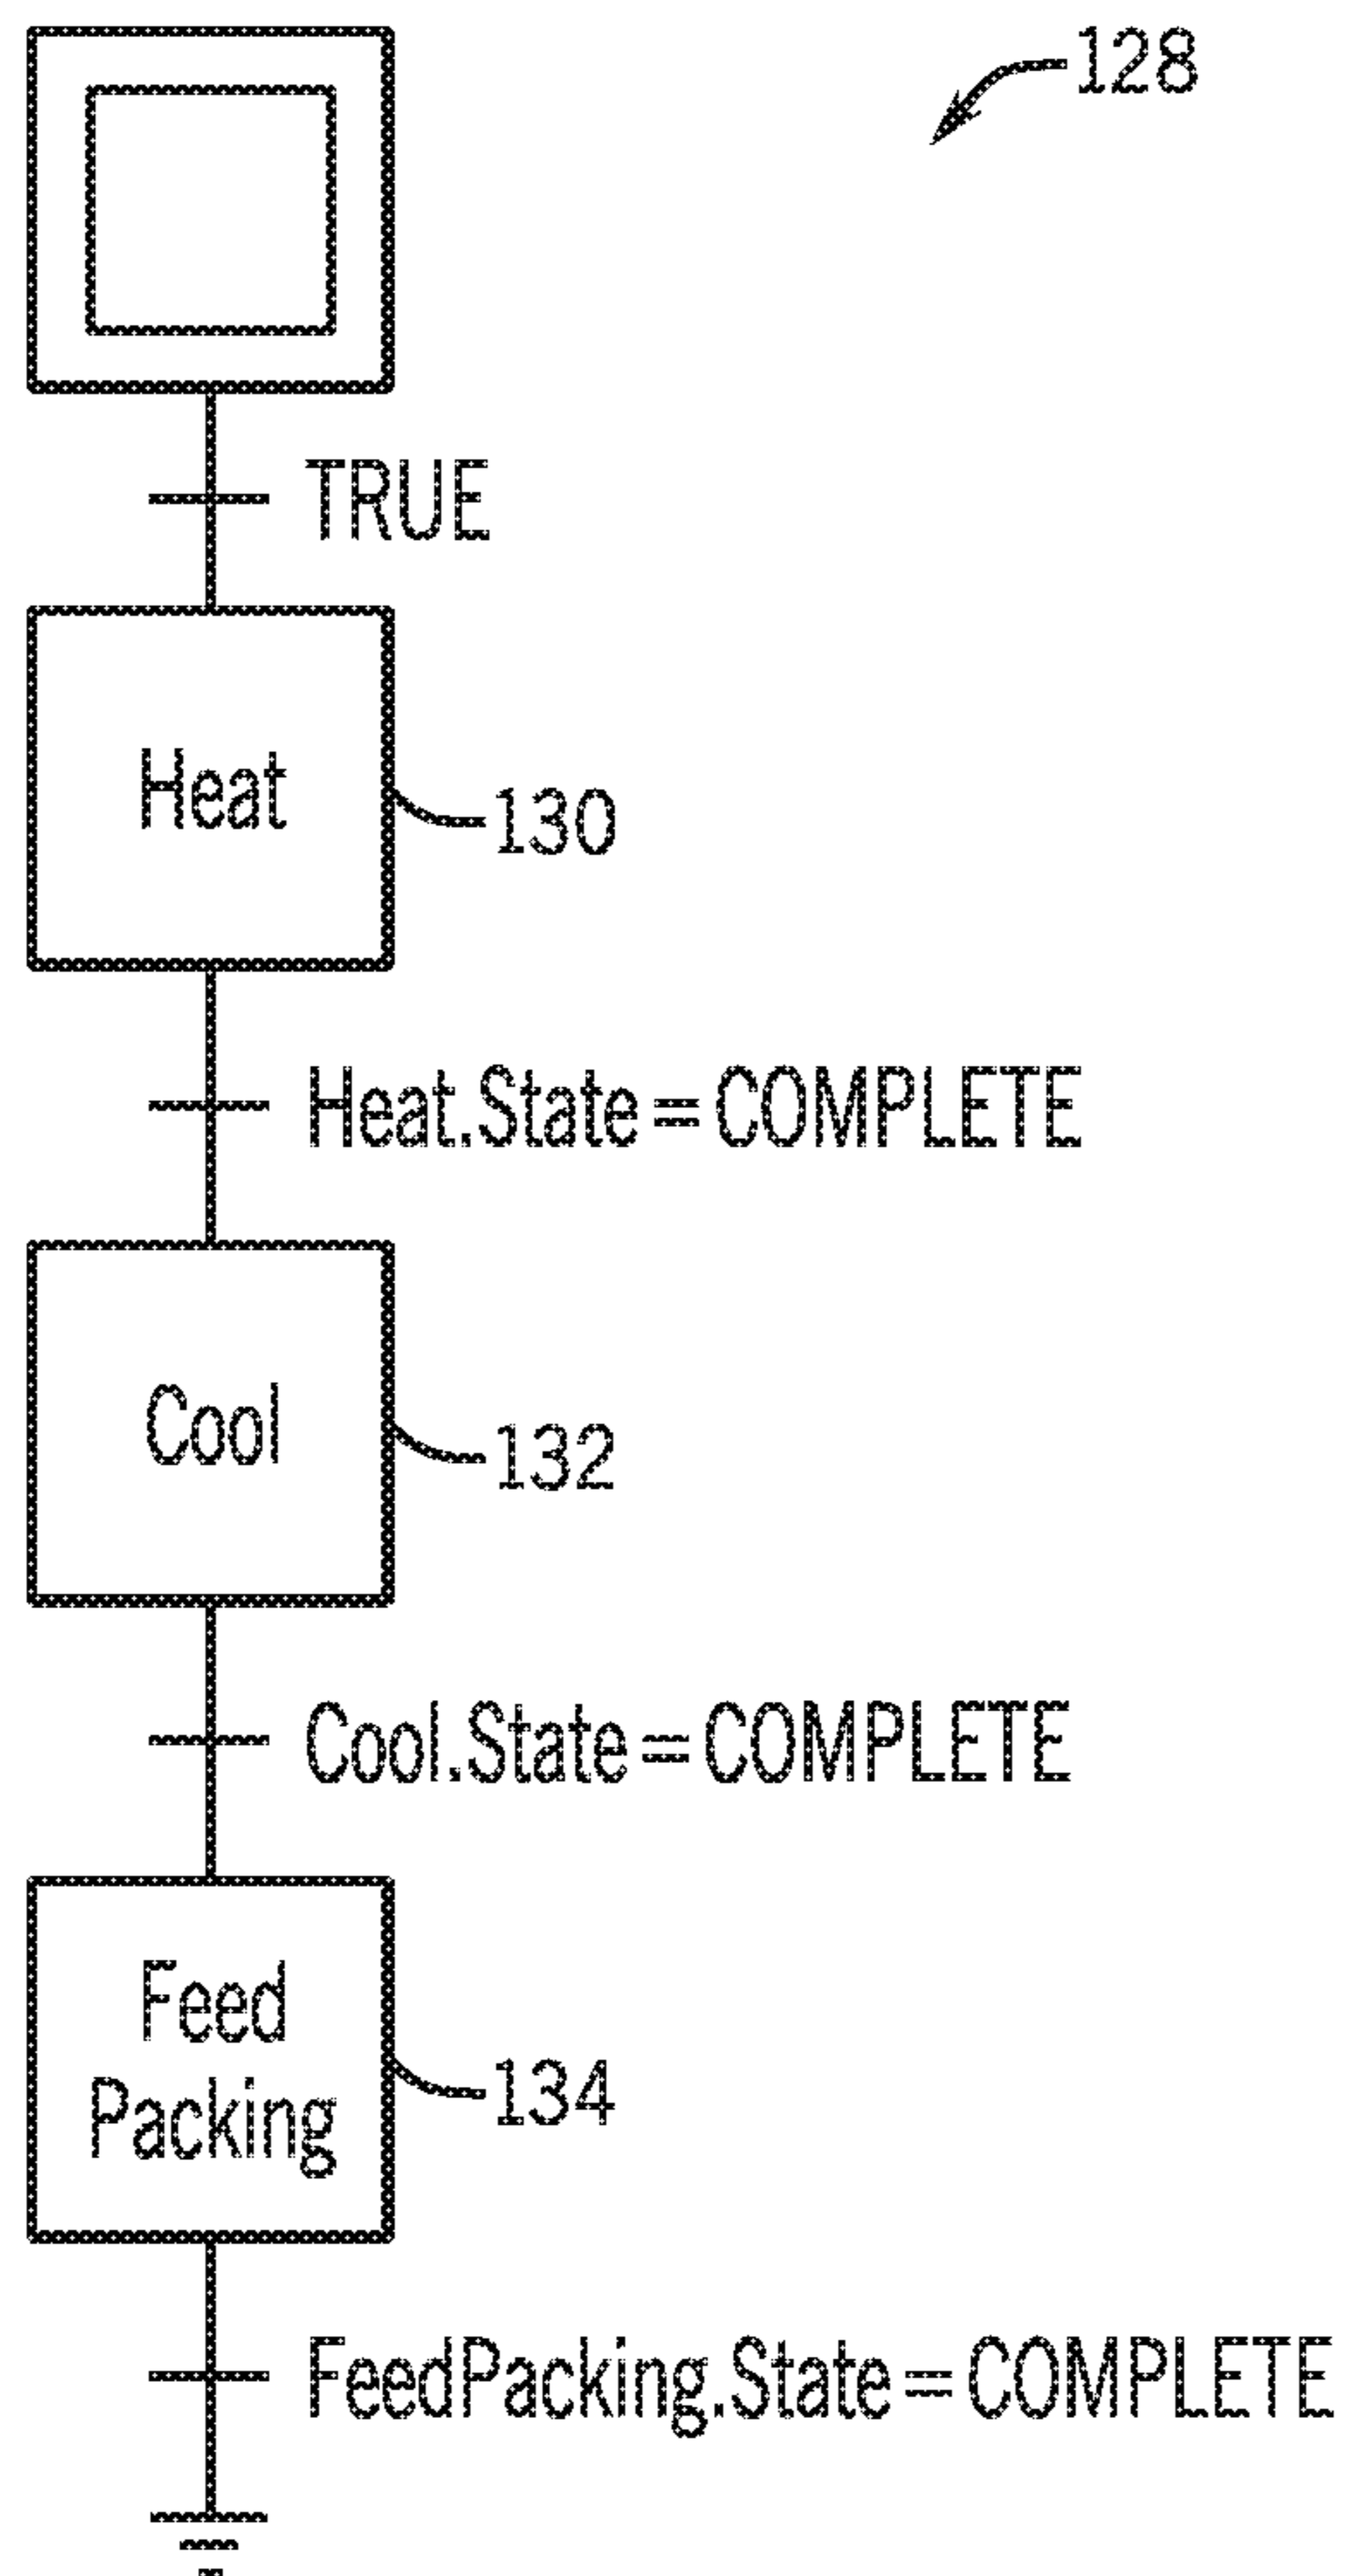 128
TRUE
Heat
130
Heat.State = COMPLETE
Cool
132
Cool.State = COMPLETE
Feed
Packing
134
FeedPacking.State = COMPLETE